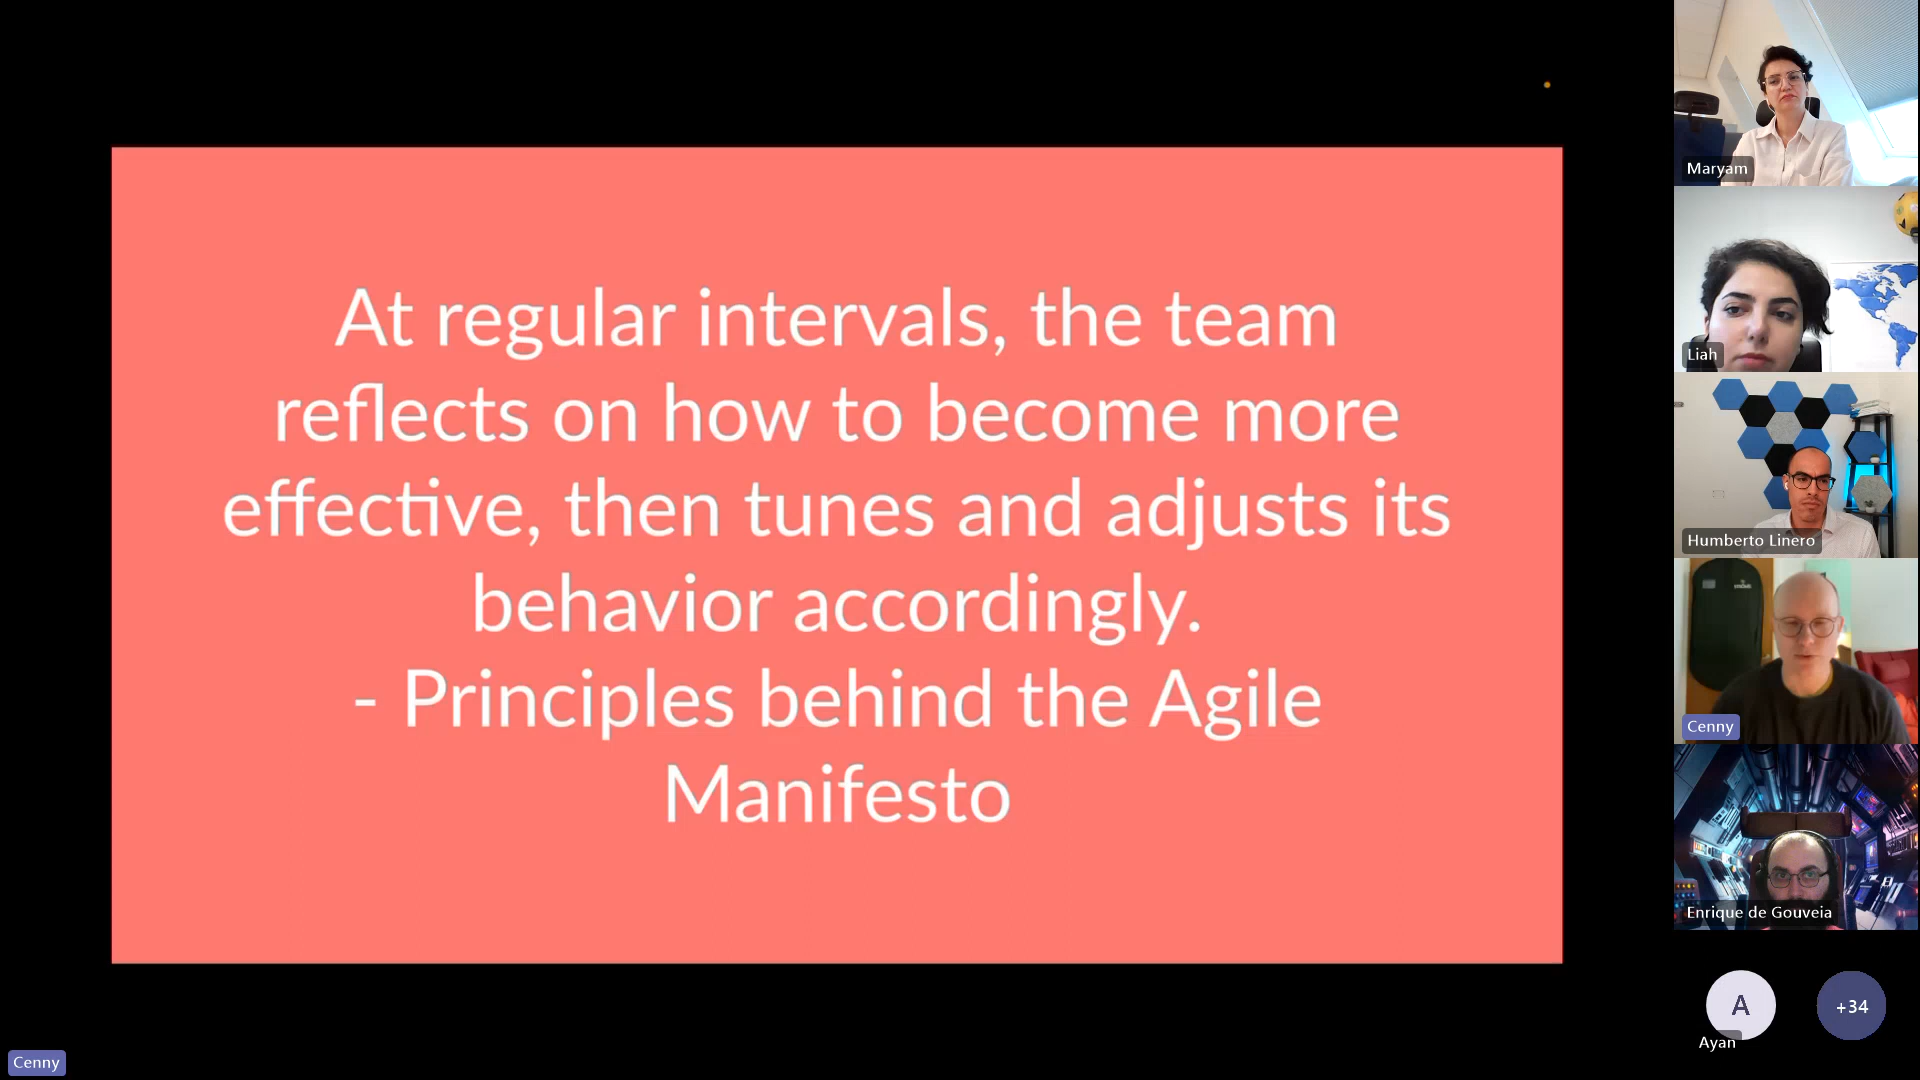 At regular intervals, the team
reflects on how to become more
effective, then tunes and adjusts its
behavior accordingly.
- Principles behind the Agile
Manifesto
Maryam
Liah
Humberto Linero
Cenny
Enrique de Gouveia
A
Ayan
+34
Cenny